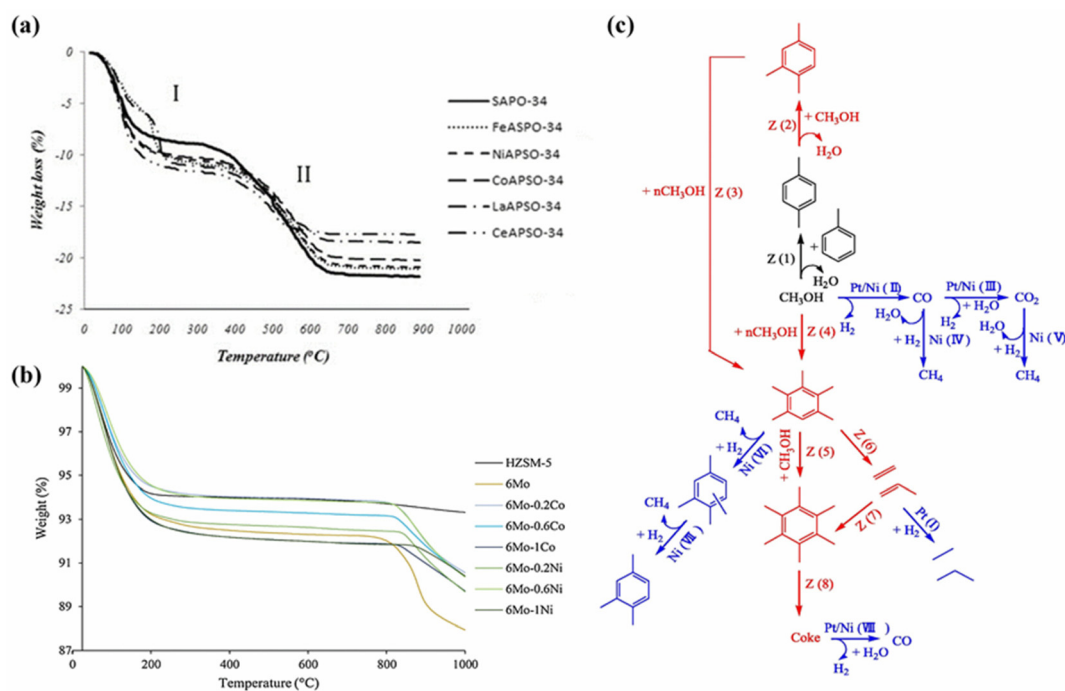 (a)
0
-5
-10
-15
-20
-25
Weight loss (%)
I
II
SAPO-34
FeASPO-34
NiAPSO-34
CoAPSO-34
LaAPSO-34
CeAPSO-34
0 100 200 300 400 500 600 700 800 900 1000
Temperature (°C)
(b)
99
97
95
93
91
89
87
Weight (%)
HZSM-5
6Mo
6Mo-0.2Co
6Mo-0.6Co
6Mo-1Co
6Mo-0.2Ni
6Mo-0.6Ni
6Mo-1Ni
0 200 400 600 800 1000
Temperature (°C)
(c)
Z (2)
+ CH₃OH
H₂O
+ nCH₃OH
Z (3)
Z (1)
+
H₂O
CH₃OH
Pt/Ni (Ⅱ)
H₂
CO
Pt/Ni (Ⅲ)
+ H₂O
H₂
CO₂
+ nCH₃OH
Z (4)
H₂O
+ H₂
Ni (Ⅳ)
CH₄
H₂O
+ H₂
Ni (Ⅴ)
CH₄
CH₄
+ H₂
Ni (Ⅵ)
+ CH₃OH
Z (5)
Z (6)
CH₄
+ H₂
Ni (Ⅶ)
Z (7)
Pt (Ⅰ)
+ H₂
Z (8)
Coke
Pt/Ni (Ⅷ)
+ H₂O
H₂
CO